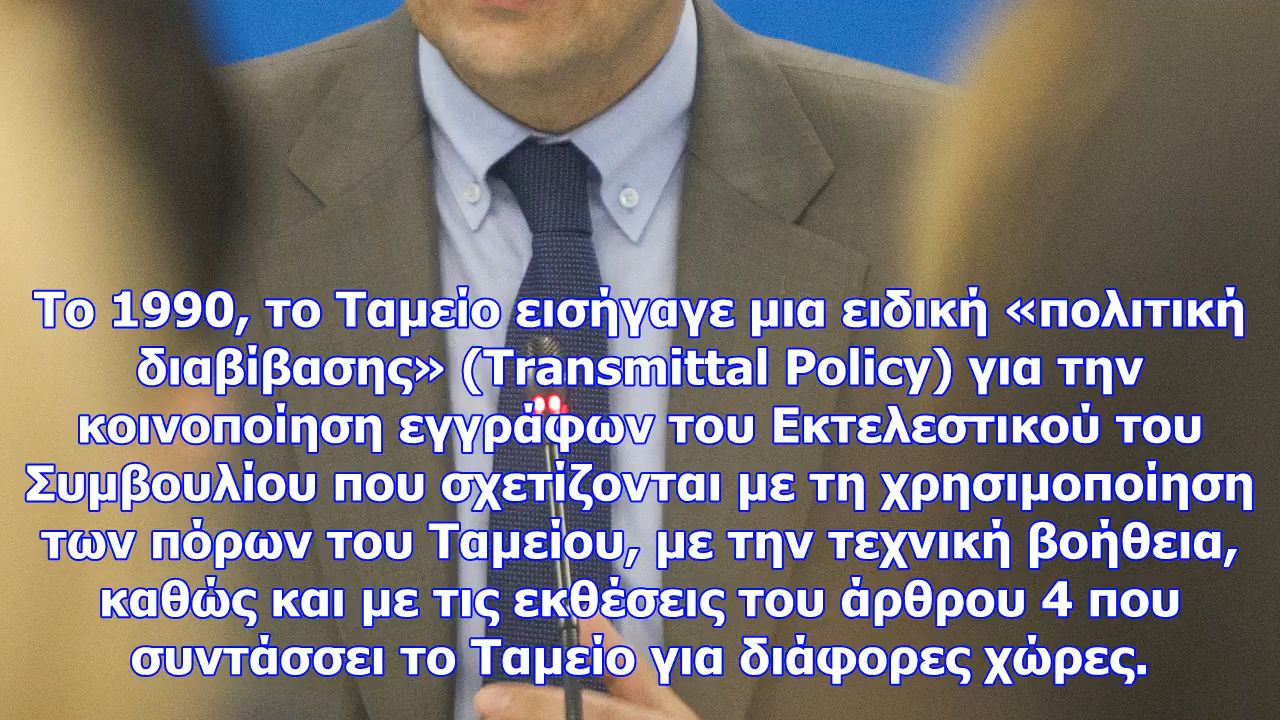 Το 1990, το Ταμείο εισήγαγε μια ειδική «πολιτική
διαβίβασης» (Transmittal Policy) για την
κοινοποίηση εγγράφων του Εκτελεστικού του
Συμβουλίου που σχετίζονται με τη χρησιμοποίηση
των πόρων του Ταμείου, με την τεχνική βοήθεια,
καθώς και με τις εκθέσεις του άρθρου 4 που
συντάσσει το Ταμείο για διάφορες χώρες.